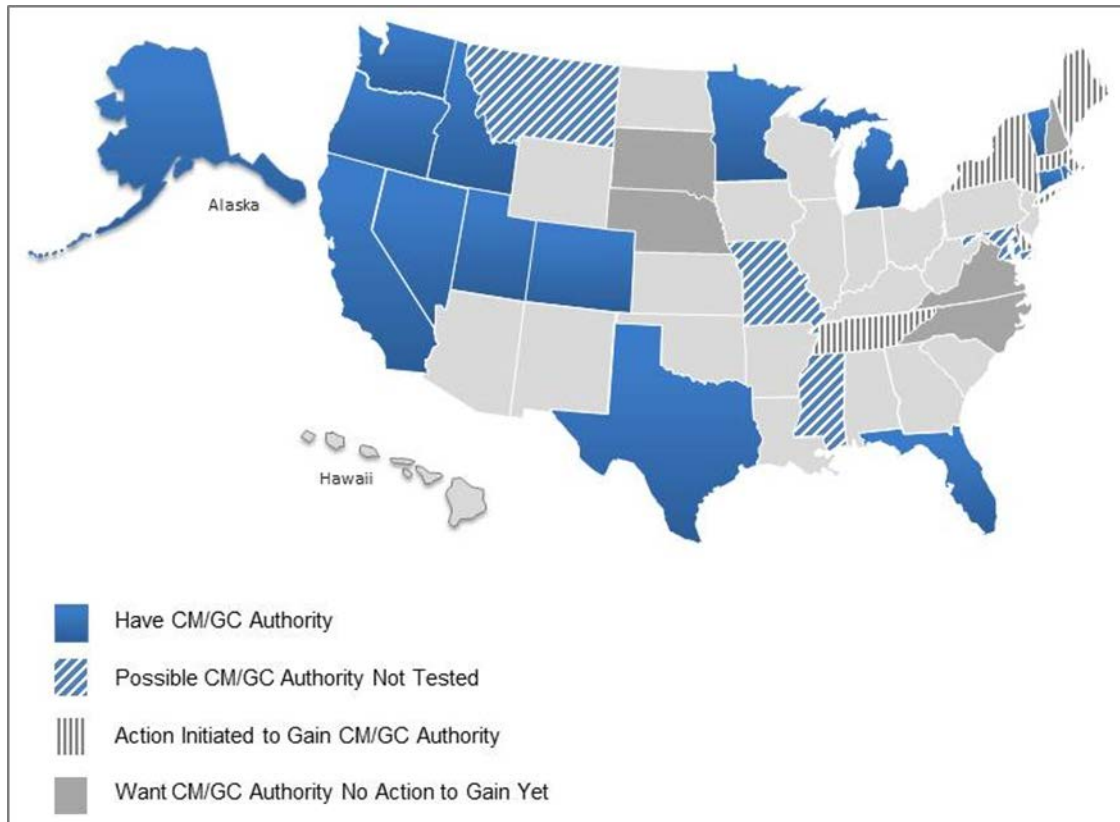 Alaska
Hawaii
Have CM/GC Authority
Possible CM/GC Authority Not Tested
Action Initiated to Gain CM/GC Authority
Want CM/GC Authority No Action to Gain Yet